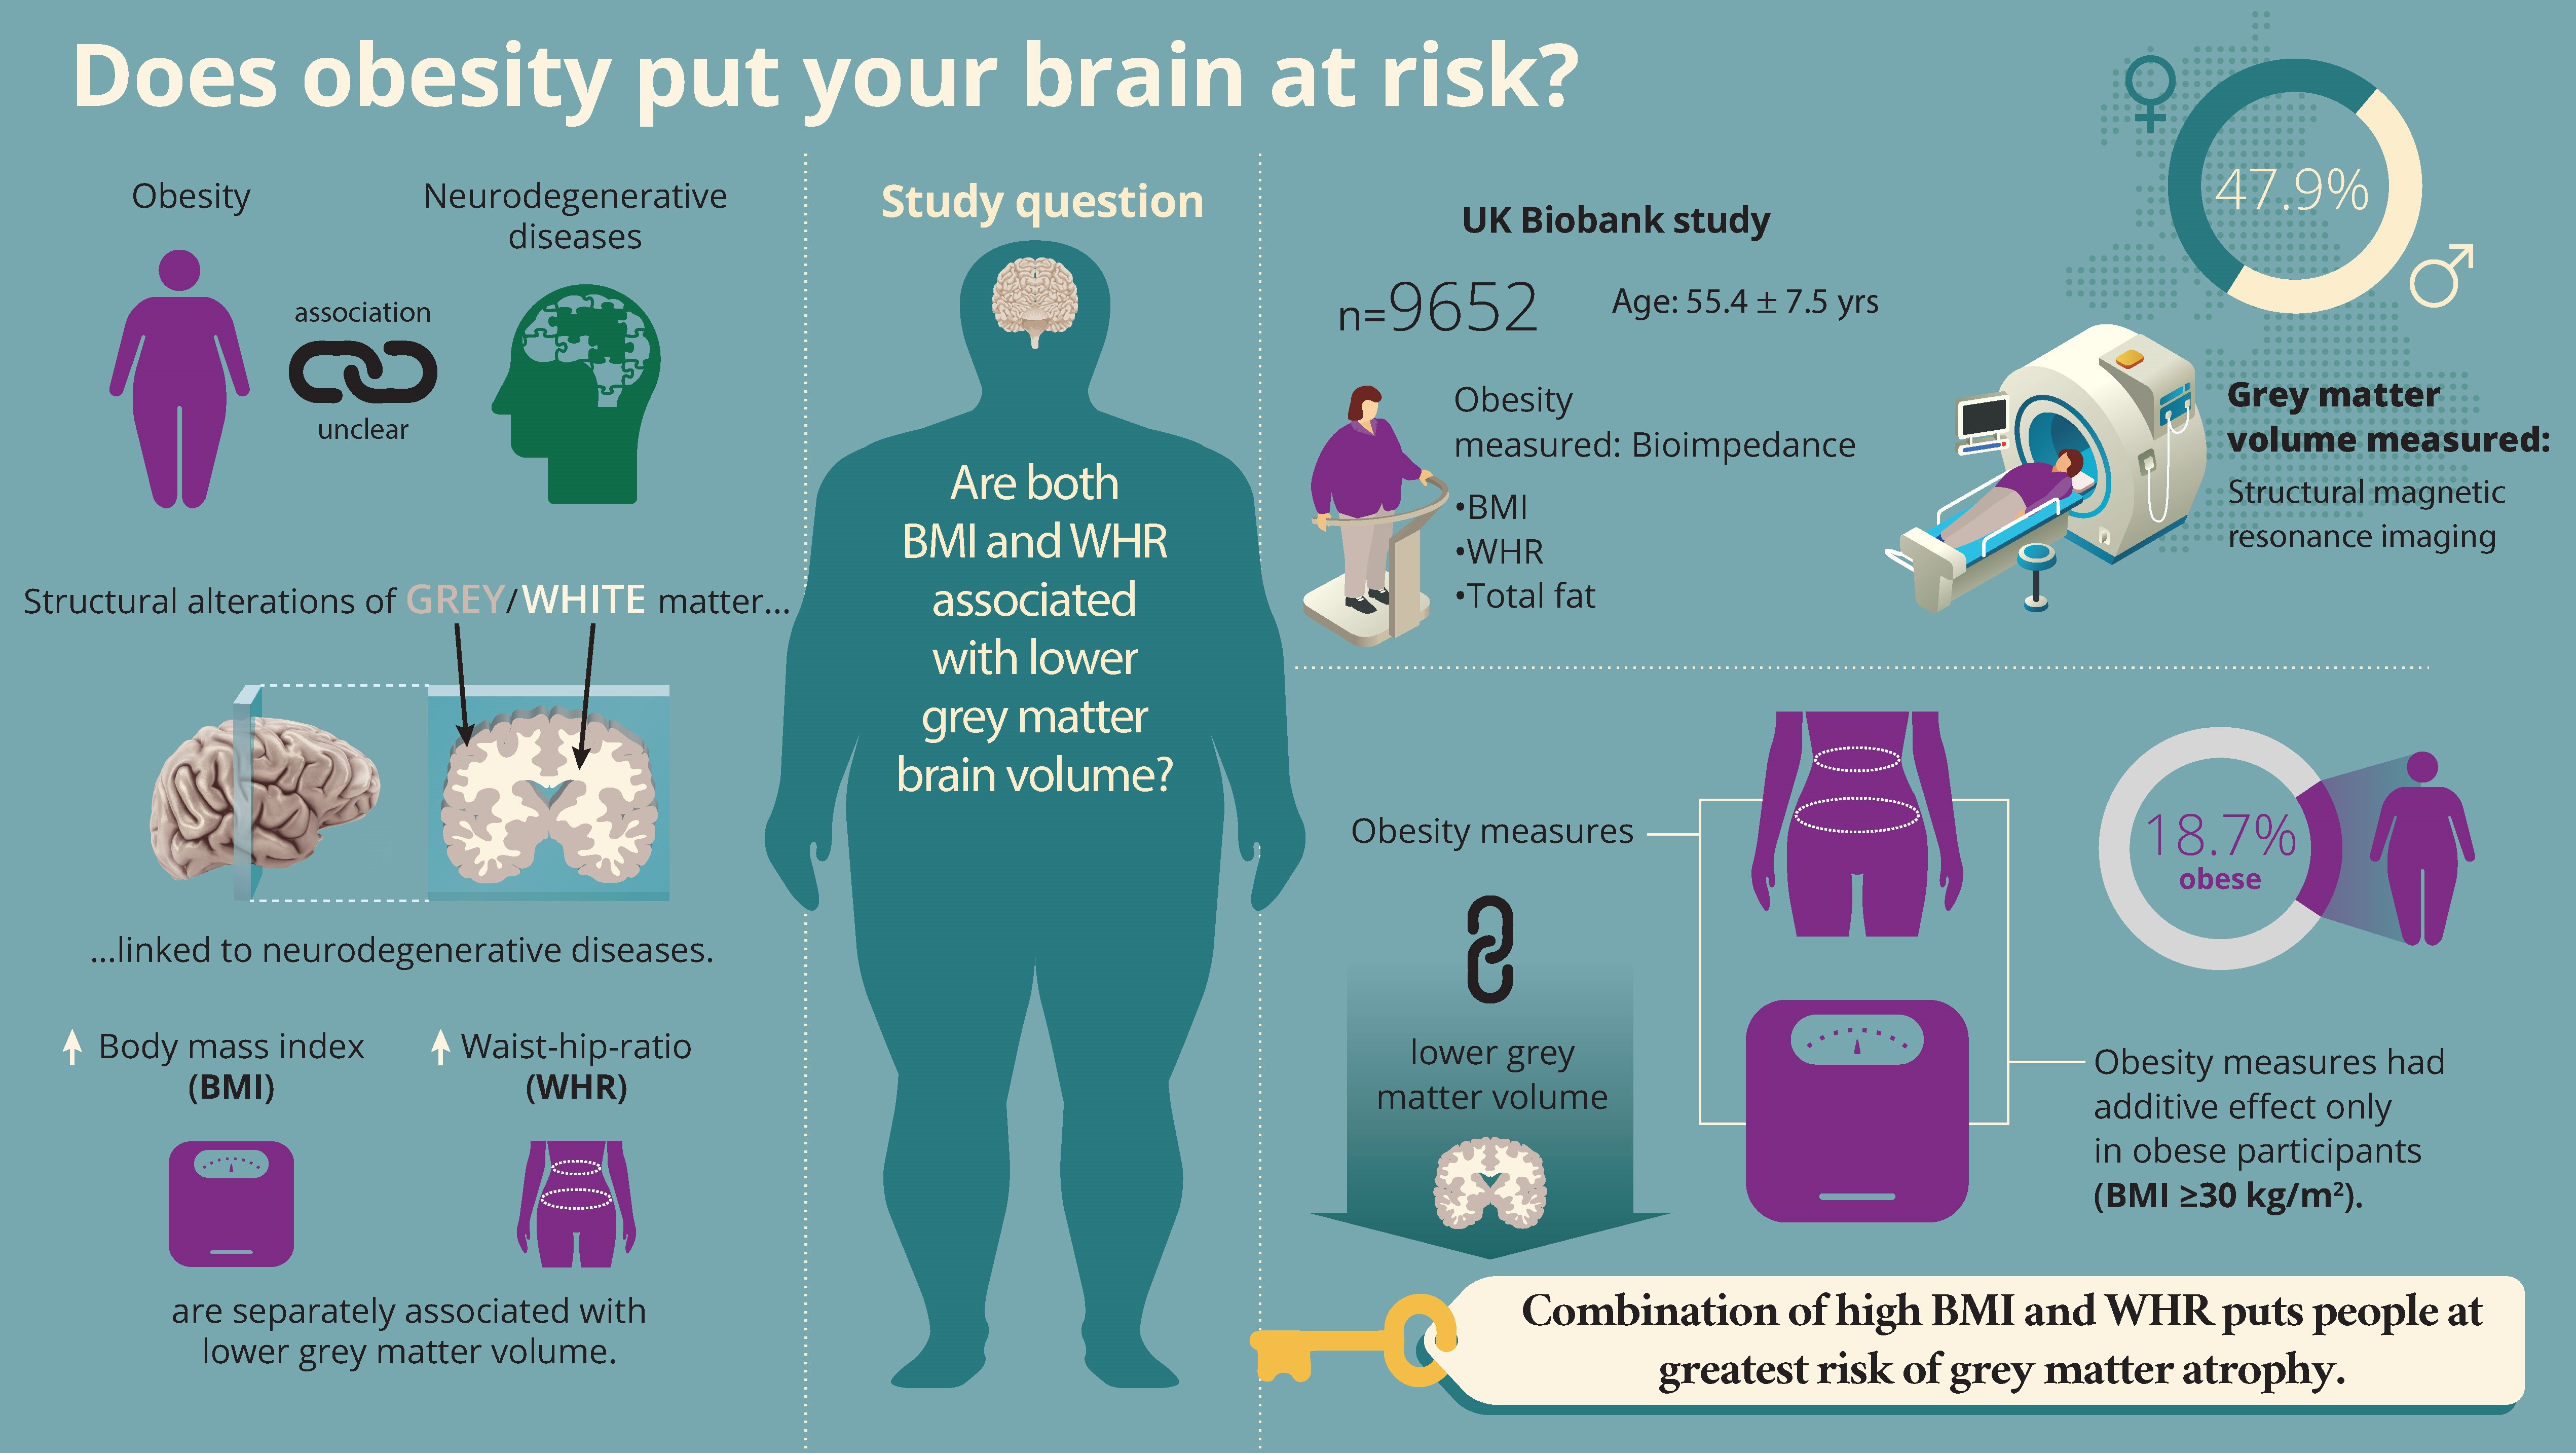 Does obesity put your brain at risk?
Obesity
Neurodegenerative
diseases
association
unclear
Structural alterations of GREY/WHITE matter...
...linked to neurodegenerative diseases.
Body mass index
(BMI)
Waist-hip-ratio
(WHR)
are separately associated with
lower grey matter volume.
Study question
Are both
BMI and WHR
associated
with lower
grey matter
brain volume?
UK Biobank study
n=9652
Age: 55.4 ± 7.5 yrs
47.9%
Obesity
measured: Bioimpedance
•BMI
•WHR
•Total fat
Grey matter
volume measured:
Structural magnetic
resonance imaging
Obesity measures
lower grey
matter volume
18.7%
obese
Obesity measures had
additive effect only
in obese participants
(BMI ≥30 kg/m²).
Combination of high BMI and WHR puts people at
greatest risk of grey matter atrophy.